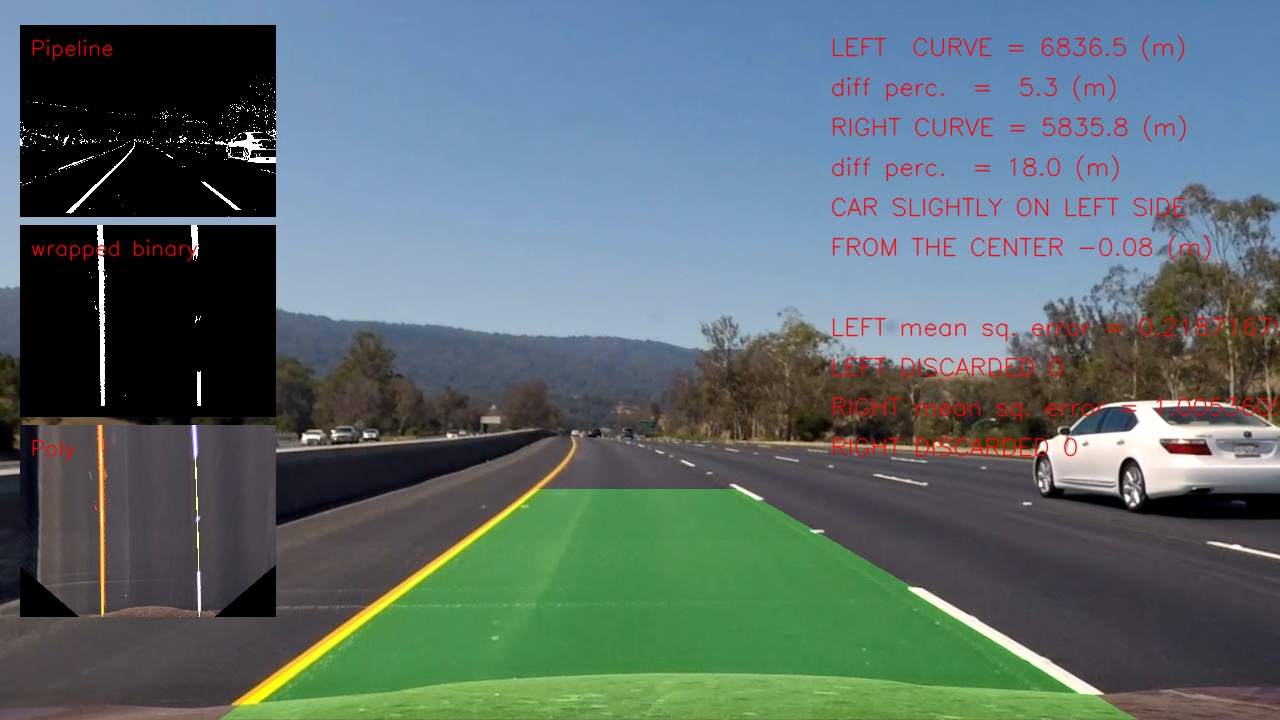 Pipeline
wrapped binary
Poly
LEFT CURVE = 6836.5 (m)
diff perc. = 5.3 (m)
RIGHT CURVE = 5835.8 (m)
diff perc. = 18.0 (m)
CAR SLIGHTLY ON LEFT SIDE
FROM THE CENTER -0.08 (m)
LEFT mean sq. error = 0.2187167
LEFT DISCARDED 0
RIGHT mean sq. error = 1.005360
RIGHT DISCARDED 0